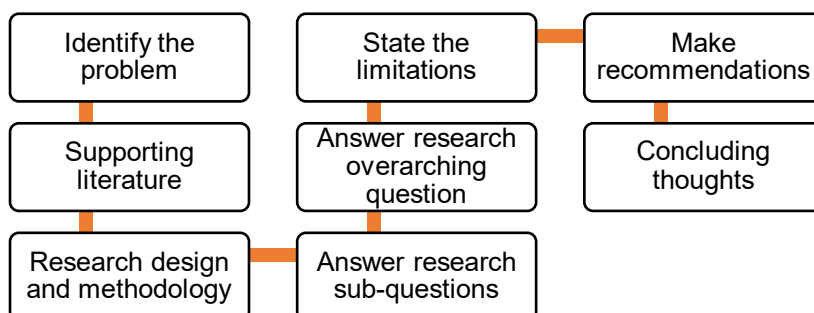 Identify the
problem
Supporting
literature
Research design
and methodology
Answer research
sub-questions
Answer research
overarching
question
State the
limitations
Make
recommendations
Concluding
thoughts